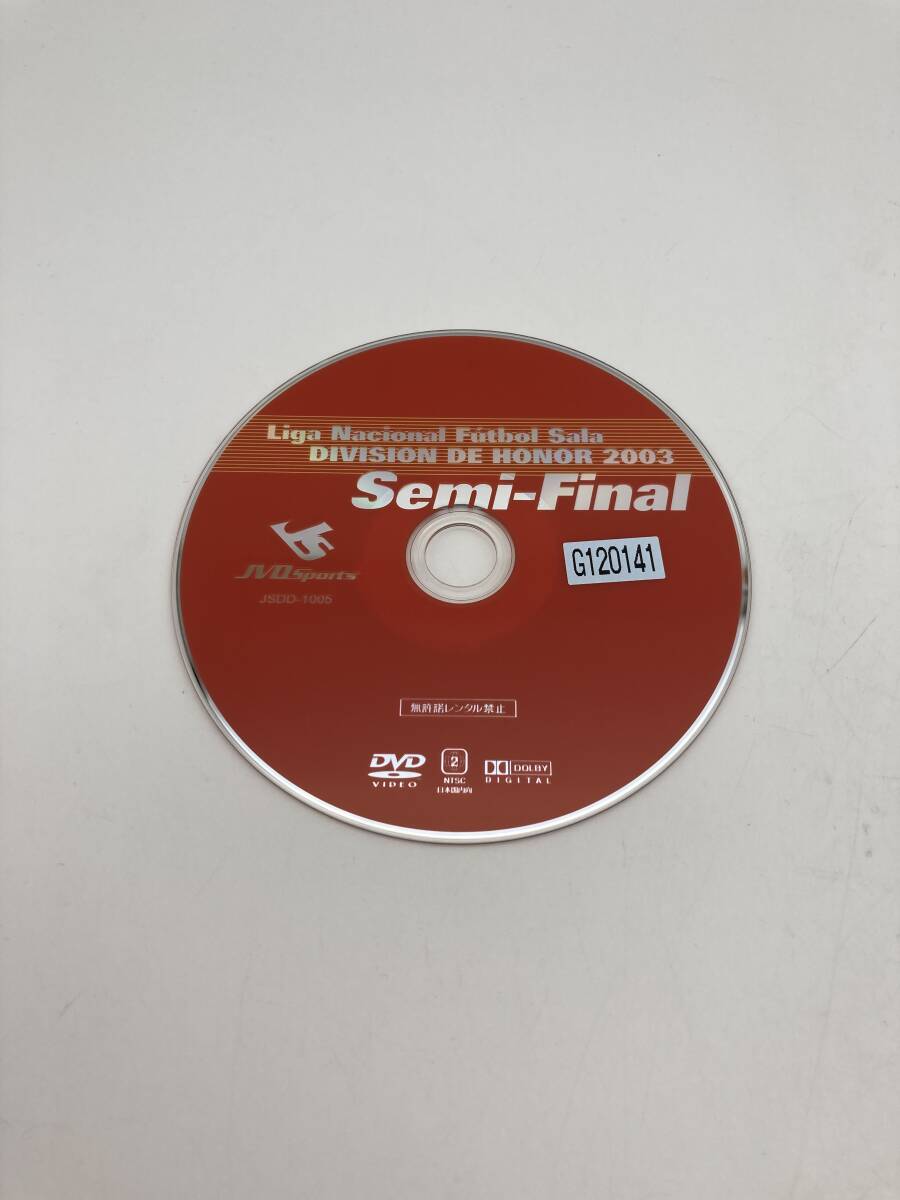 Liga Nacional Fútbol Sala
DIVISION DE HONOR 2003
Semi-Final
JVD Sports
JSDD-1005
G120141
無許諾レンタル禁止
DVD
VIDEO
2
NTSC
日本国内向
DOLBY
DIGITAL